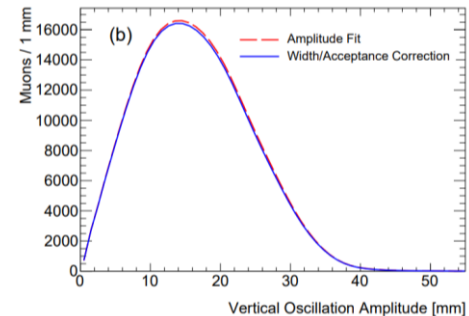 (b)
Amplitude Fit
Width/Acceptance Correction
Muons / 1 mm
16000
14000
12000
10000
8000
6000
4000
2000
0
0 10 20 30 40 50
Vertical Oscillation Amplitude [mm]